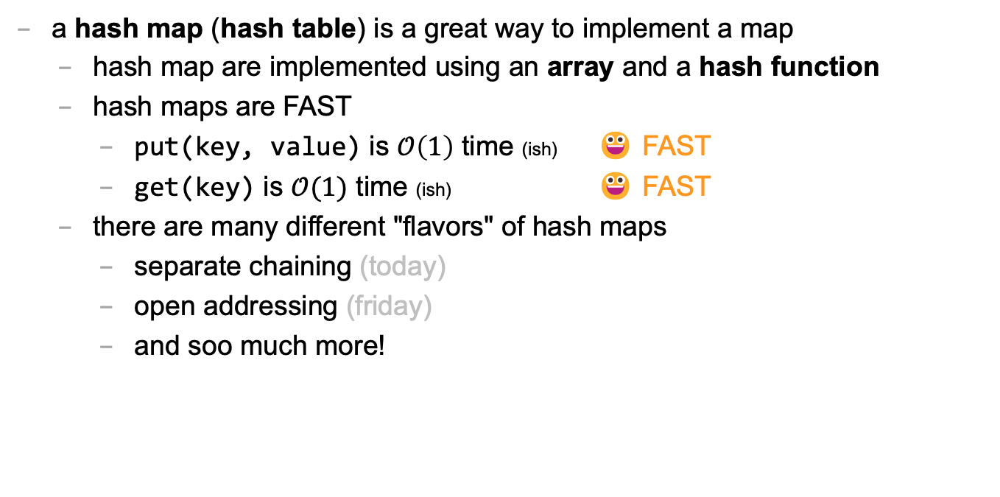 – a hash map (hash table) is a great way to implement a map
– hash map are implemented using an array and a hash function
– hash maps are FAST
– put(key, value) is 𝒪(1) time (ish) 😃 FAST
– get(key) is 𝒪(1) time (ish) 😃 FAST
– there are many different "flavors" of hash maps
– separate chaining (today)
– open addressing (friday)
– and soo much more!